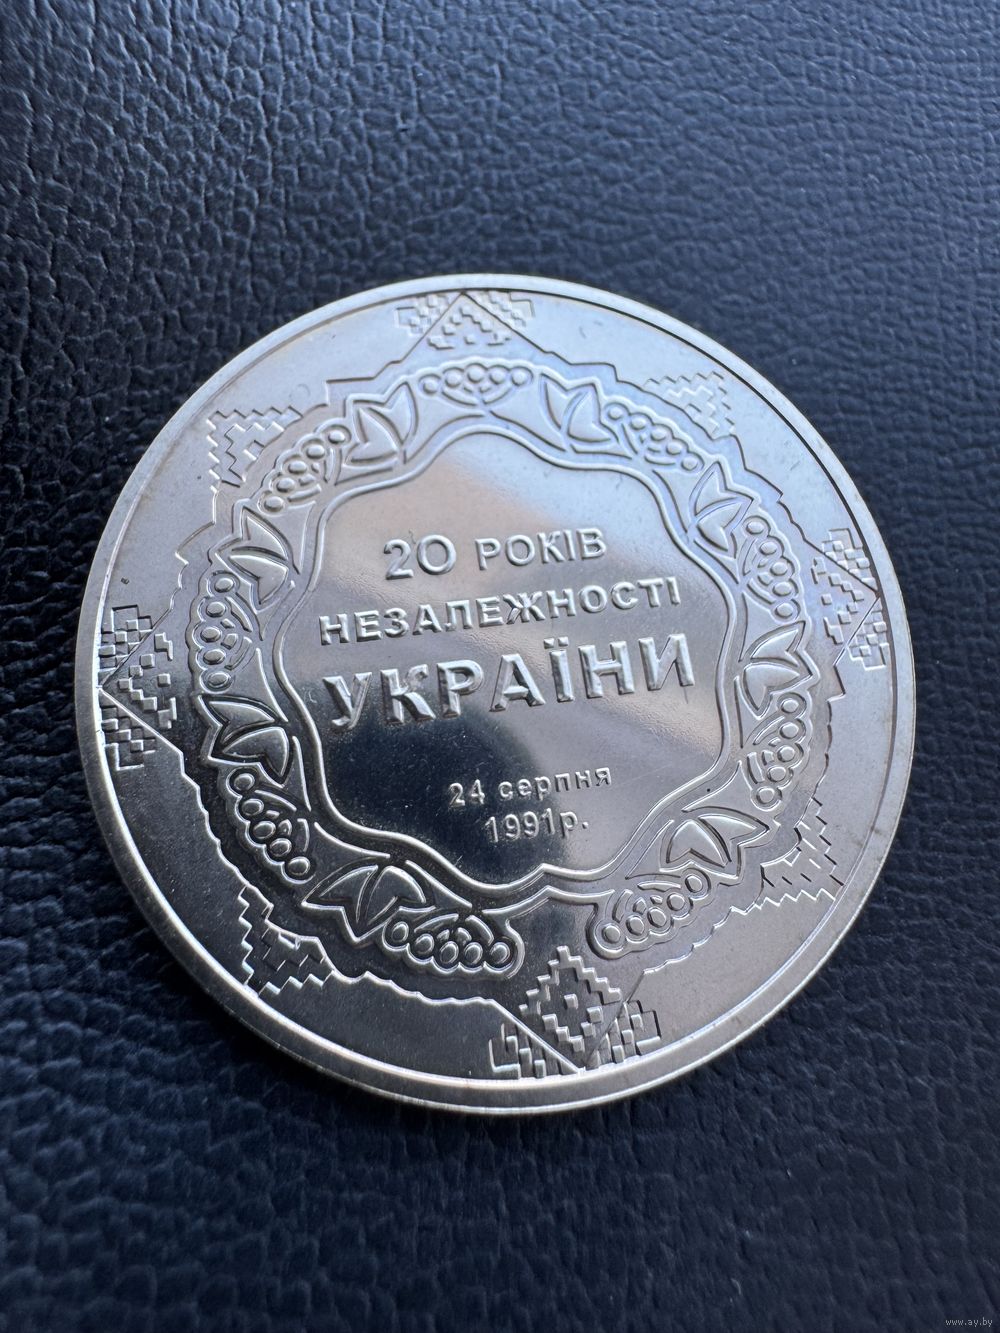 20 РОКІВ
НЕЗАЛЕЖНОСТІ
УКРАЇНИ
24 серпня
1991р.
www.ay.by